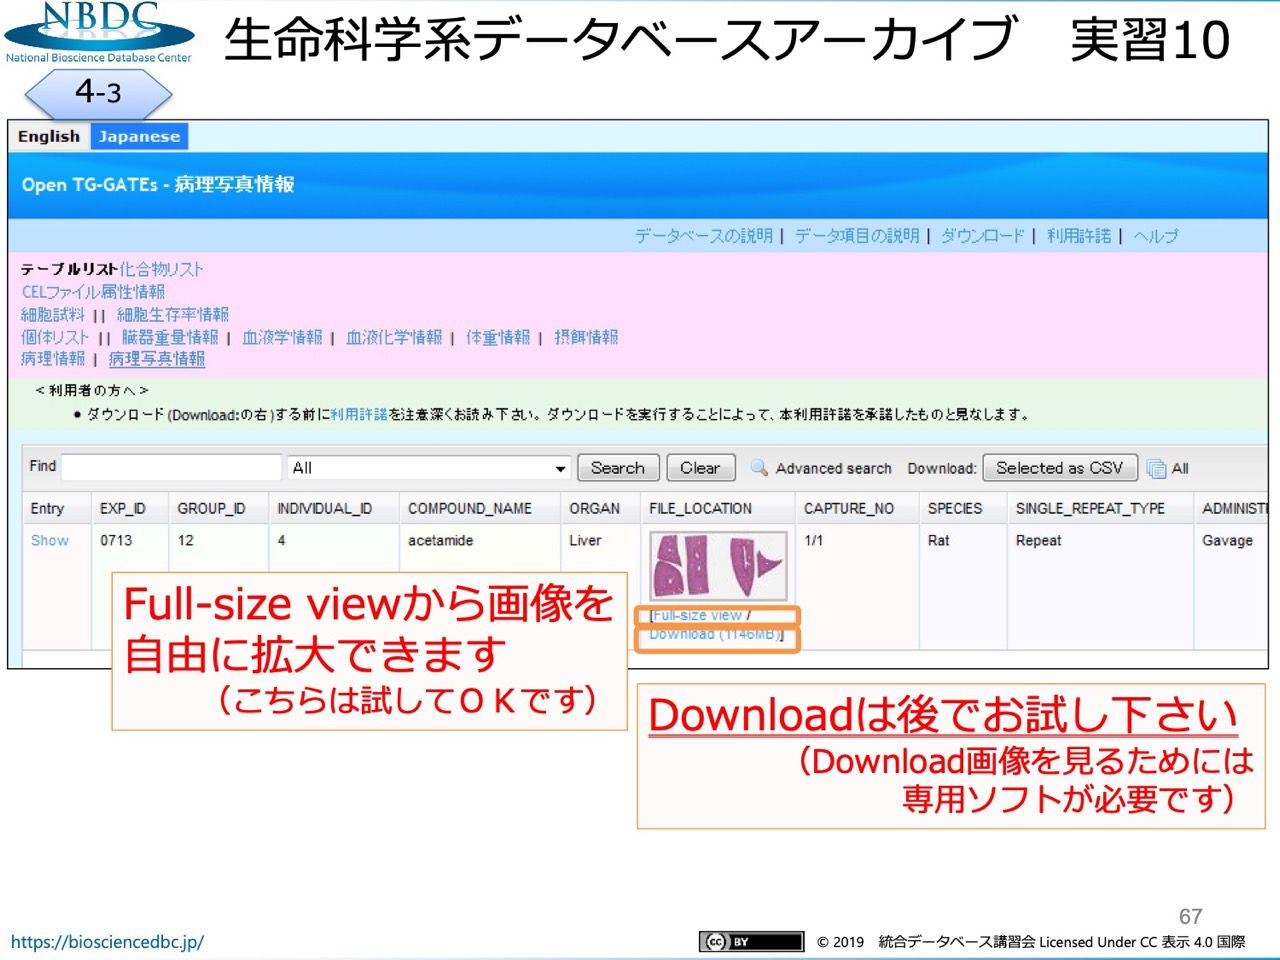 NBDC
National Bioscience Database Center
生命科学系データベースアーカイブ　実習10
4-3
English Japanese
Open TG-GATEs - 病理写真情報
データベースの説明 | データ項目の説明 | ダウンロード | 利用許諾 | ヘルプ
テーブルリスト化合物リスト
CELファイル属性情報
細胞試料 || 細胞生存率情報
個体リスト || 臓器重量情報 | 血液学情報 | 血液化学情報 | 体重情報 | 摂餌情報
病理情報 | 病理写真情報
＜利用者の方へ＞
● ダウンロード(Download:の右)する前に利用許諾を注意深くお読み下さい。ダウンロードを実行することによって、本利用許諾を承諾したものと見なします。
Find All Search Clear Advanced search Download: Selected as CSV All
Entry EXP_ID GROUP_ID INDIVIDUAL_ID COMPOUND_NAME ORGAN FILE_LOCATION CAPTURE_NO SPECIES SINGLE_REPEAT_TYPE ADMINISTI
Show 0713 12 4 acetamide Liver 1/1 Rat Repeat Gavage
[Full-size view /
Download (1146MB)]
Full-size viewから画像を
自由に拡大できます
（こちらは試してＯＫです）
Downloadは後でお試し下さい
（Download画像を見るためには
専用ソフトが必要です）
67
https://biosciencedbc.jp/
cc BY © 2019　統合データベース講習会 Licensed Under CC 表示 4.0 国際